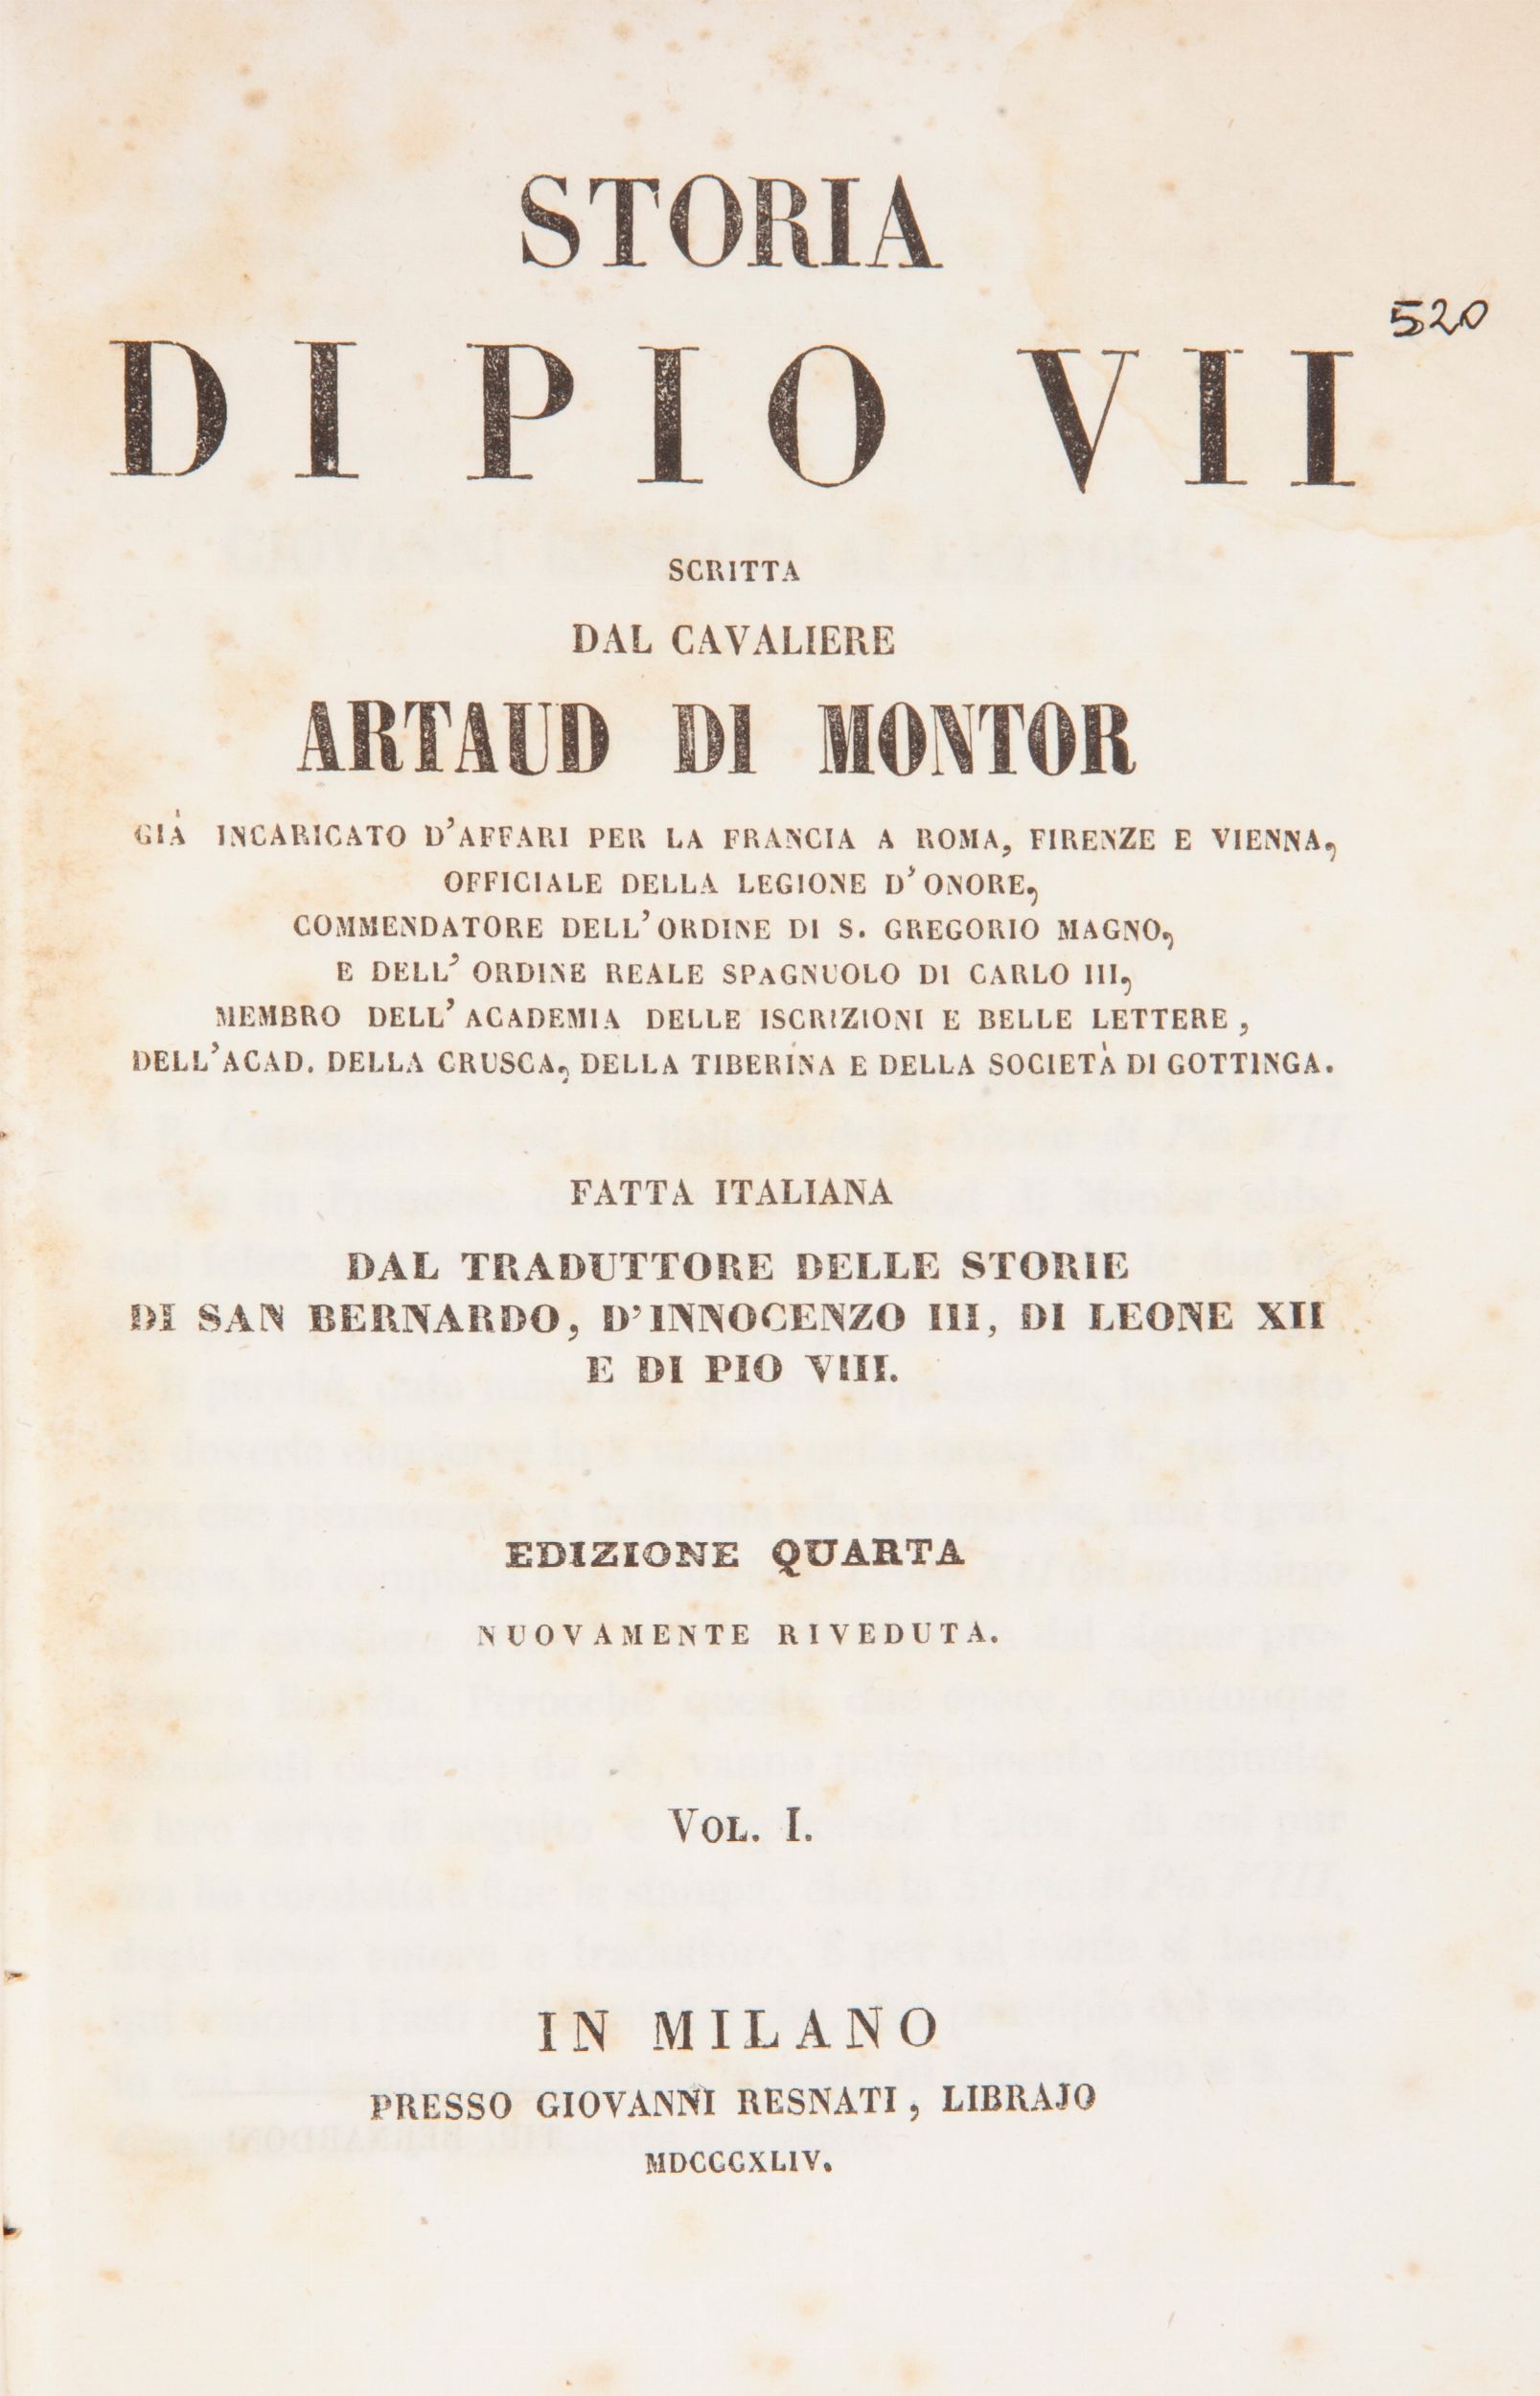 STORIA
520
DI PIO VII
SCRITTA
DAL CAVALIERE
ARTAUD DI MONTOR
GIÀ INCARICATO D'AFFARI PER LA FRANCIA A ROMA, FIRENZE E VIENNA,
OFFICIALE DELLA LEGIONE D'ONORE,
COMMENDATORE DELL'ORDINE DI S. GREGORIO MAGNO,
E DELL'ORDINE REALE SPAGNUOLO DI CARLO III,
MEMBRO DELL'ACADEMIA DELLE ISCRIZIONI E BELLE LETTERE,
DELL'ACAD. DELLA CRUSCA, DELLA TIBERINA E DELLA SOCIETÀ DI GOTTINGA.
FATTA ITALIANA
DAL TRADUTTORE DELLE STORIE
DI SAN BERNARDO, D'INNOCENZO III, DI LEONE XII
E DI PIO VIII.
EDIZIONE QUARTA
NUOVAMENTE RIVEDUTA.
VOL. I.
IN MILANO
PRESSO GIOVANNI RESNATI, LIBRAJO
MDCCCXLIV.